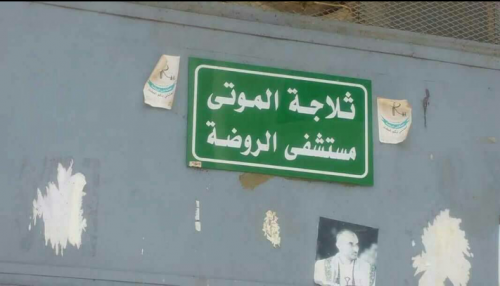 ثلاجة الموتى
مستشفى الروضة